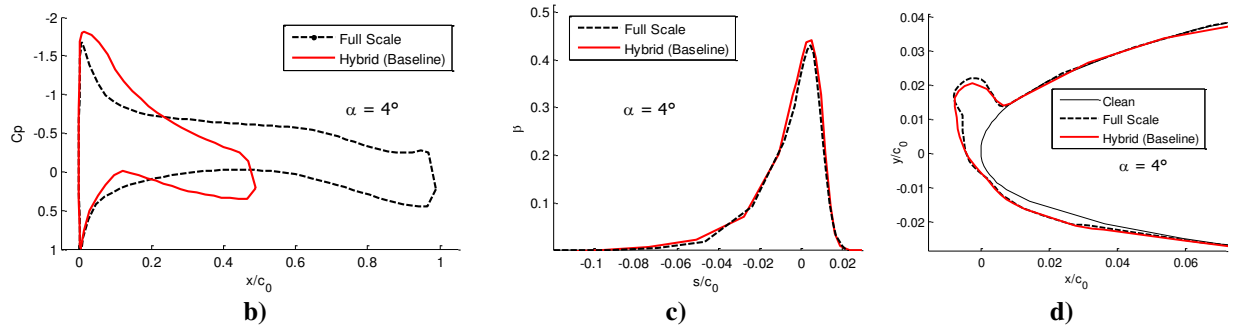 -2
-1.5
-1
-0.5
0
0.5
1
Cp
0 0.2 0.4 0.6 0.8 1
x/c0
Full Scale
Hybrid (Baseline)
α = 4°
b)
0.5
0.4
0.3
0.2
0.1
β
-0.1 -0.08 -0.06 -0.04 -0.02 0 0.02
s/c0
Full Scale
Hybrid (Baseline)
α = 4°
c)
0.04
0.03
0.02
0.01
0
-0.01
-0.02
y/c0
0 0.02 0.04 0.06
x/c0
Clean
Full Scale
Hybrid (Baseline)
α = 4°
d)